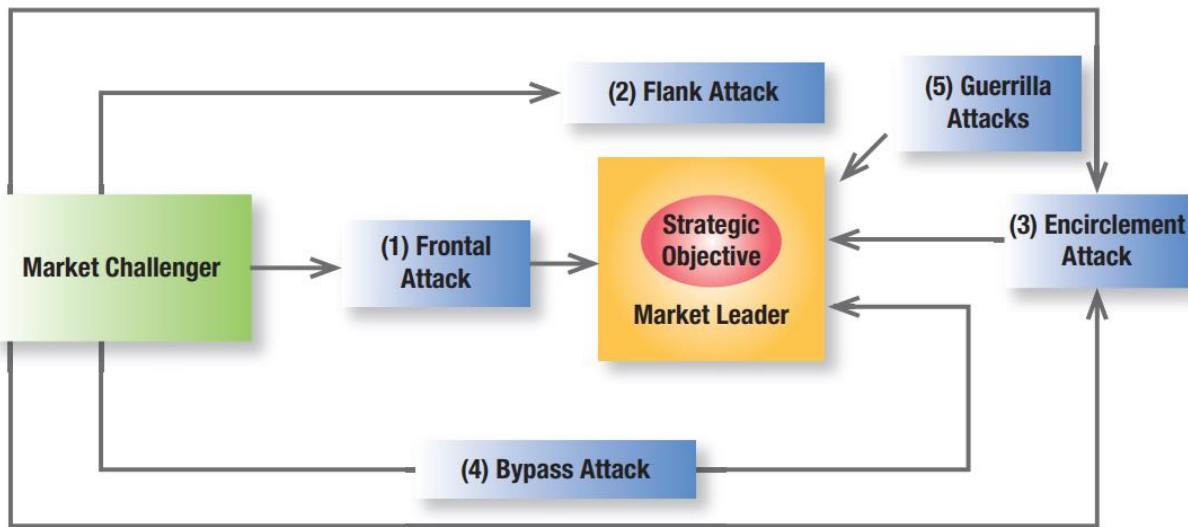 (2) Flank Attack
(5) Guerrilla
Attacks
Market Challenger
(1) Frontal
Attack
Strategic
Objective
Market Leader
(3) Encirclement
Attack
(4) Bypass Attack